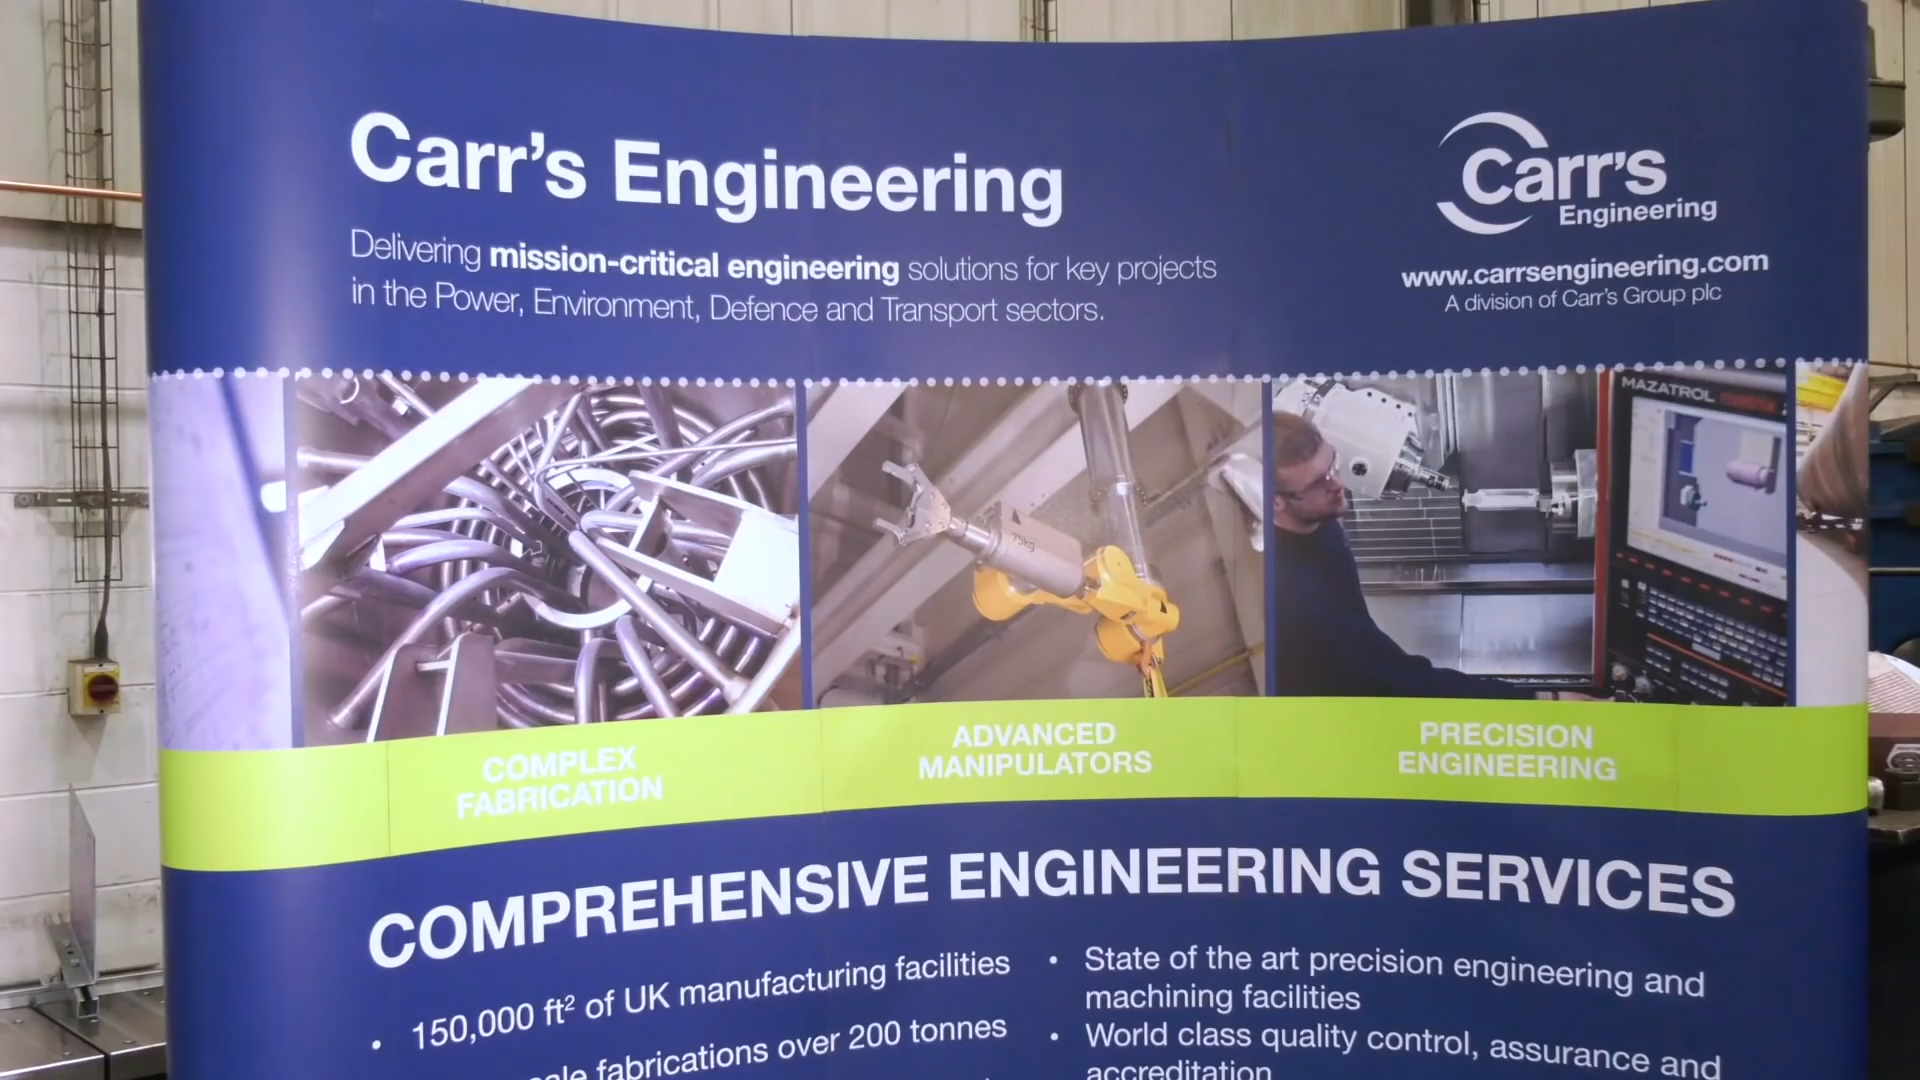 Carr's Engineering
Delivering mission-critical engineering solutions for key projects
in the Power, Environment, Defence and Transport sectors.
Carr's
Engineering
www.carrsengineering.com
A division of Carr's Group plc
MAZATROL
75kg
COMPLEX
FABRICATION
ADVANCED
MANIPULATORS
PRECISION
ENGINEERING
COMPREHENSIVE ENGINEERING SERVICES
• 150,000 ft² of UK manufacturing facilities
fabrications over 200 tonnes
• State of the art precision engineering and
machining facilities
• World class quality control, assurance and
accreditation